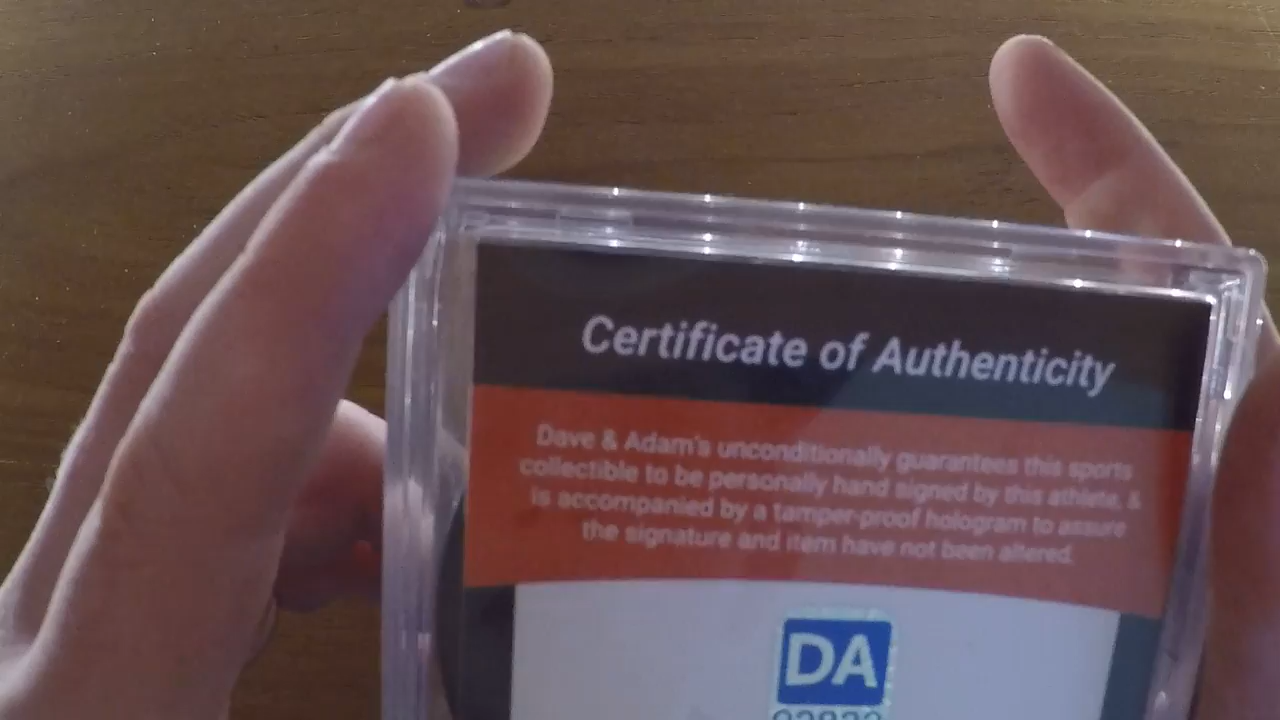 Certificate of Authenticity
Dave & Adam's unconditionally guarantees this sports
collectible to be personally hand signed by this athlete, &
is accompanied by a tamper-proof hologram to assure
the signature and item have not been altered.
DA